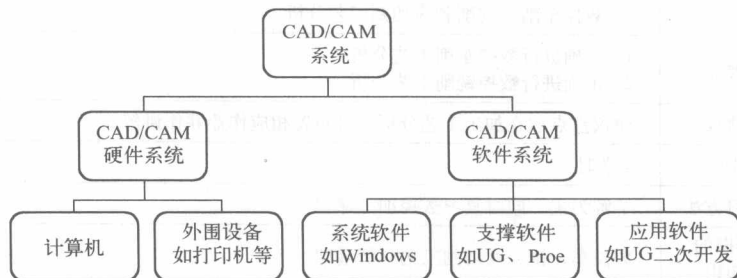 CAD/CAM
系统
CAD/CAM
硬件系统
CAD/CAM
软件系统
计算机
外围设备
如打印机等
系统软件
如Windows
支撑软件
如UG、Proe
应用软件
如UG二次开发